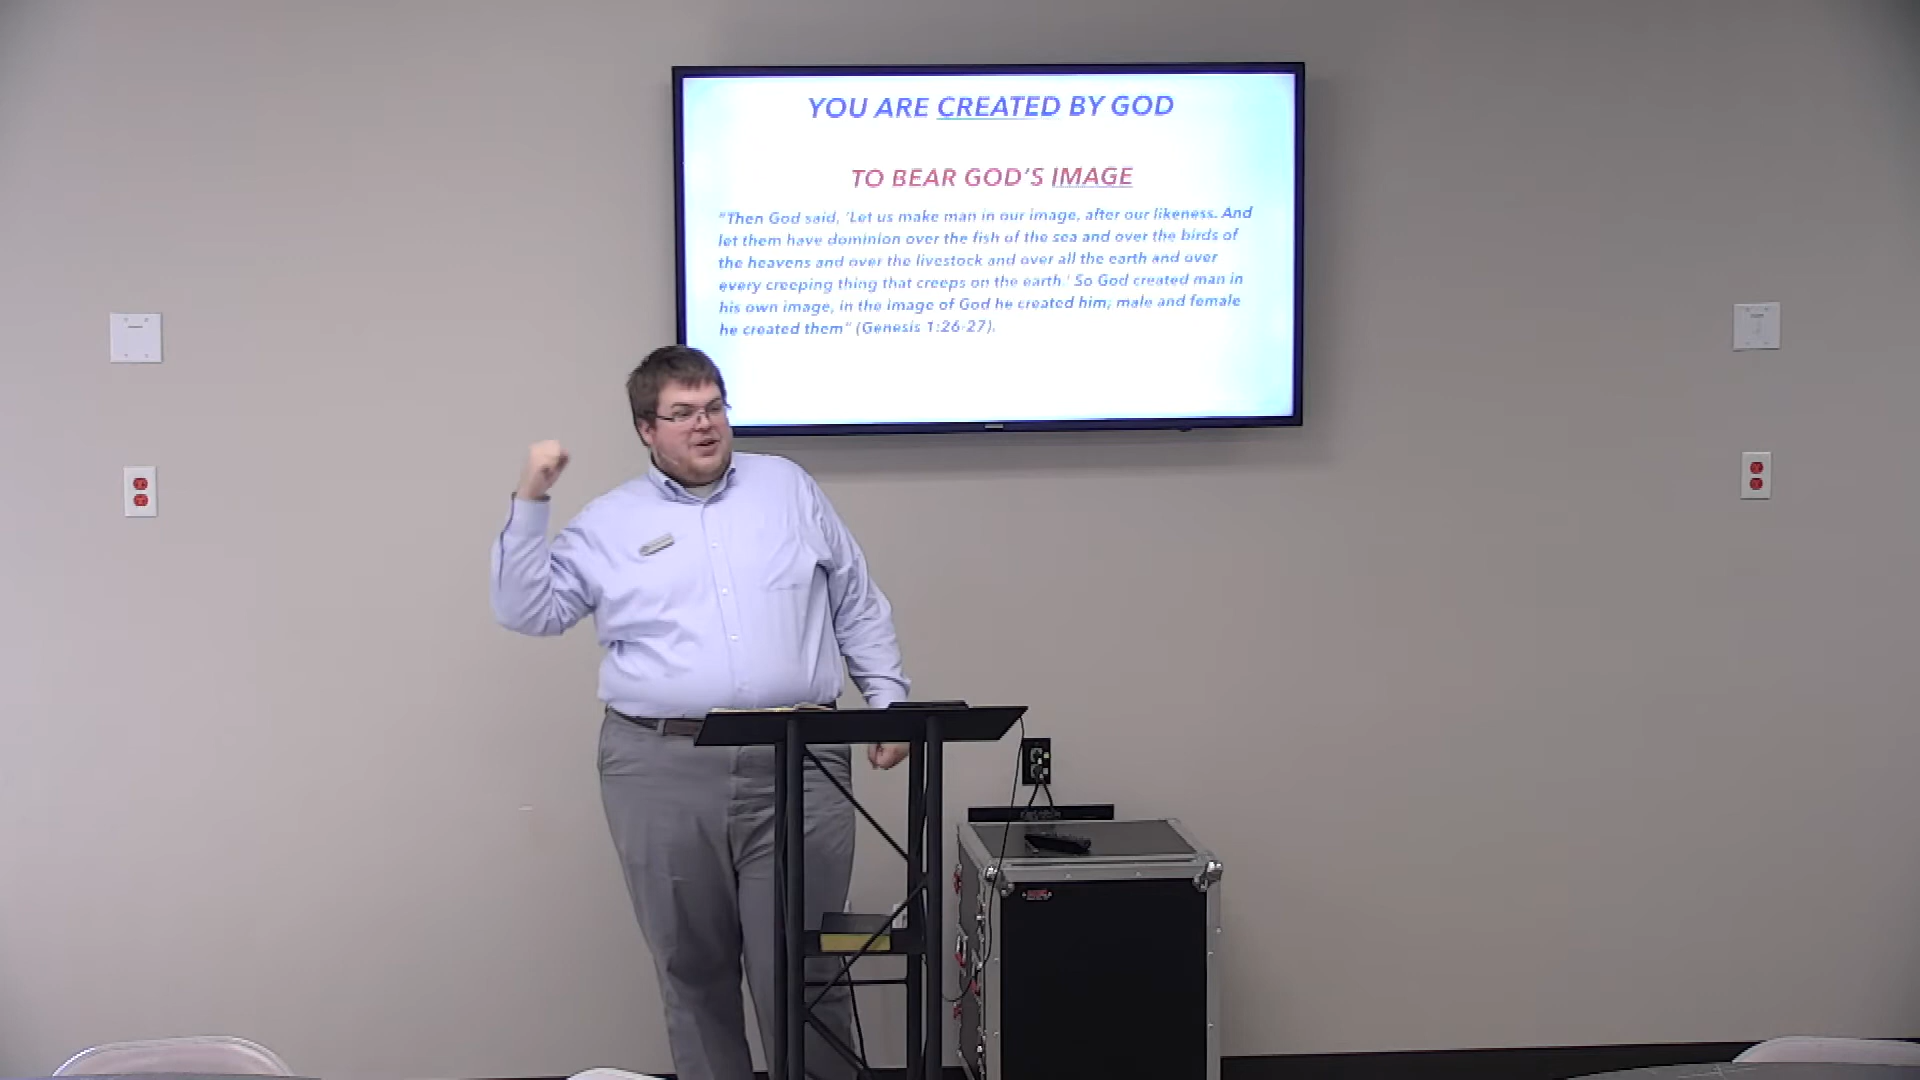 YOU ARE CREATED BY GOD
TO BEAR GOD'S IMAGE
"Then God said, 'Let us make man in our image, after our likeness. And
let them have dominion over the fish of the sea and over the birds of
the heavens and over the livestock and over all the earth and over
every creeping thing that creeps on the earth.' So God created man in
his own image, in the image of God he created him; male and female
he created them" (Genesis 1:26-27).